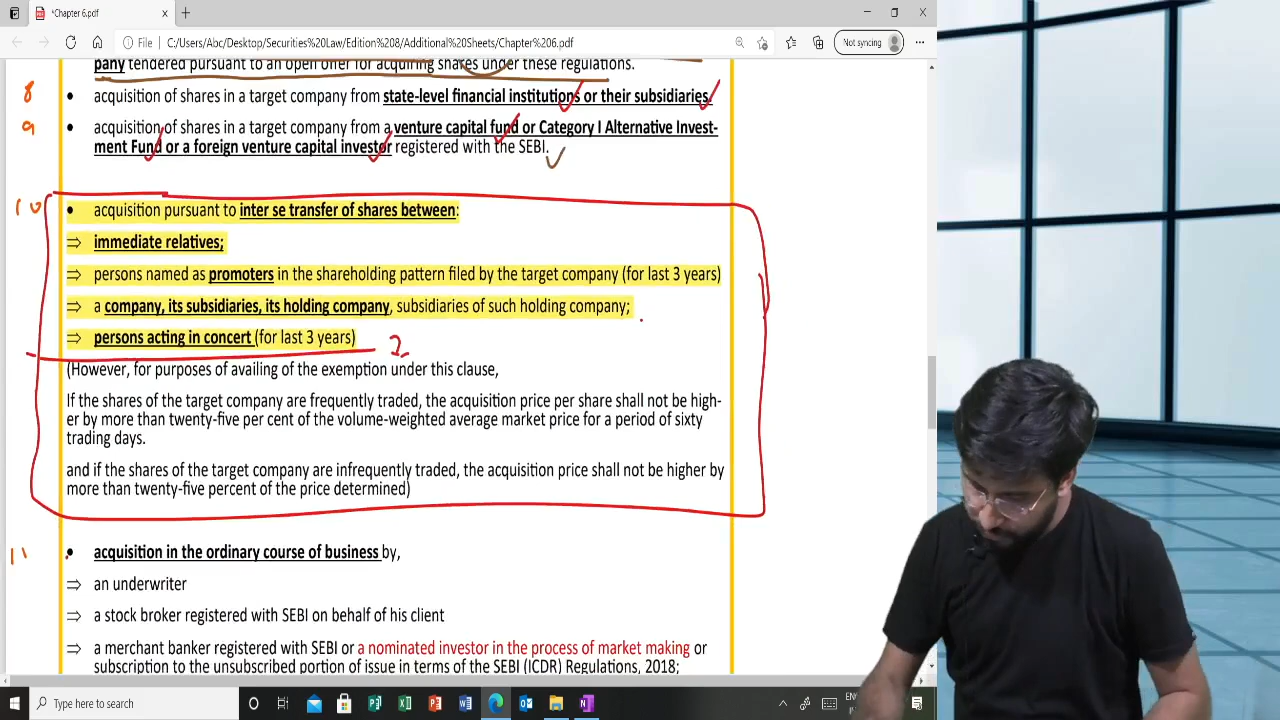 *Chapter 6.pdf
File
C:/Users/Abc/Desktop/Securities%20Law/Edition%208/Additional%20Sheets/Chapter%206.pdf
Not syncing
pany tendered pursuant to an open offer for acquiring shares under these regulations.
8
• acquisition of shares in a target company from state-level financial institutions or their subsidiaries.
9
• acquisition of shares in a target company from a venture capital fund or Category I Alternative Invest-
ment Fund or a foreign venture capital investor registered with the SEBI.
10
• acquisition pursuant to inter se transfer of shares between:
⇒ immediate relatives;
⇒ persons named as promoters in the shareholding pattern filed by the target company (for last 3 years)
⇒ a company, its subsidiaries, its holding company, subsidiaries of such holding company;
⇒ persons acting in concert (for last 3 years)
2
(However, for purposes of availing of the exemption under this clause,
If the shares of the target company are frequently traded, the acquisition price per share shall not be high-
er by more than twenty-five per cent of the volume-weighted average market price for a period of sixty
trading days.
and if the shares of the target company are infrequently traded, the acquisition price shall not be higher by
more than twenty-five percent of the price determined)
11
• acquisition in the ordinary course of business by,
⇒ an underwriter
⇒ a stock broker registered with SEBI on behalf of his client
⇒ a merchant banker registered with SEBI or a nominated investor in the process of market making or
subscription to the unsubscribed portion of issue in terms of the SEBI (ICDR) Regulations, 2018;
Type here to search